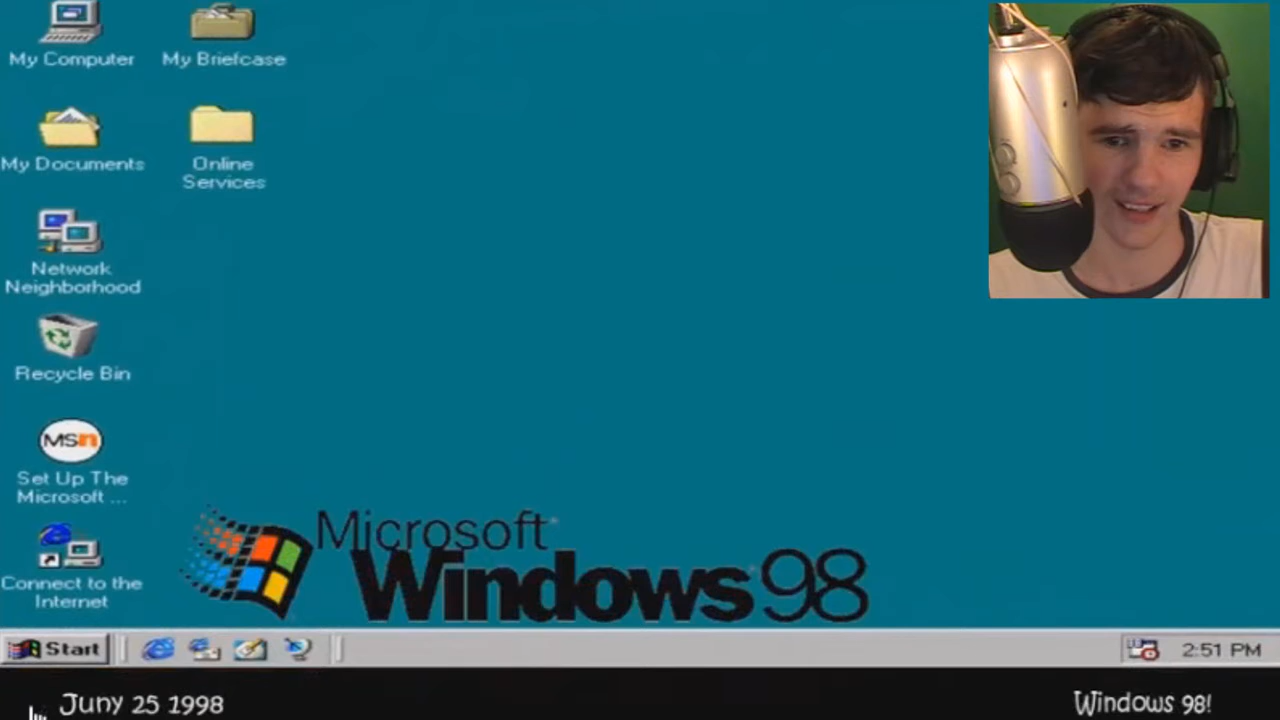 My Computer
My Briefcase
My Documents
Online
Services
Network
Neighborhood
Recycle Bin
MSn
Set Up The
Microsoft ...
Connect to the
Internet
Microsoft
Windows 98
Start
2:51 PM
Juny 25 1998
Windows 98!